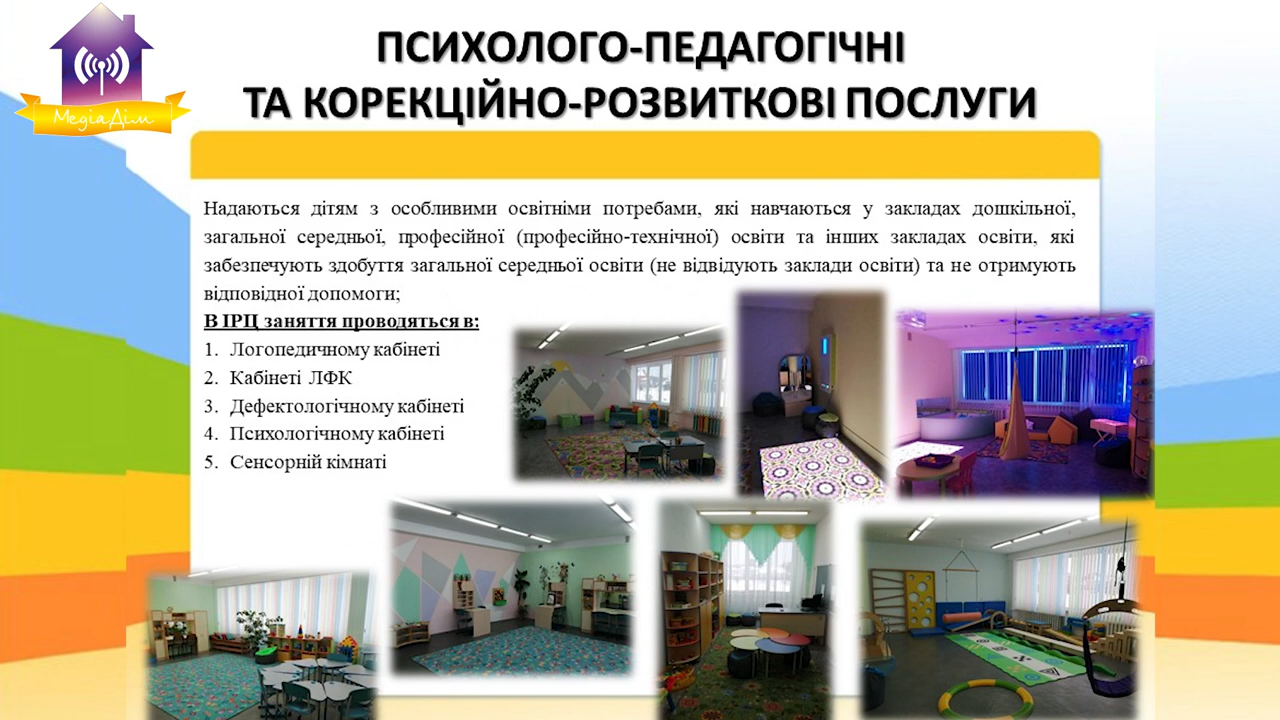 МедіаДім
ПСИХОЛОГО-ПЕДАГОГІЧНІ
ТА КОРЕКЦІЙНО-РОЗВИТКОВІ ПОСЛУГИ
Надаються дітям з особливими освітніми потребами, які навчаються у закладах дошкільної,
загальної середньої, професійної (професійно-технічної) освіти та інших закладах освіти, які
забезпечують здобуття загальної середньої освіти (не відвідують заклади освіти) та не отримують
відповідної допомоги;
В ІРЦ заняття проводяться в:
1. Логопедичному кабінеті
2. Кабінеті ЛФК
3. Дефектологічному кабінеті
4. Психологічному кабінеті
5. Сенсорній кімнаті